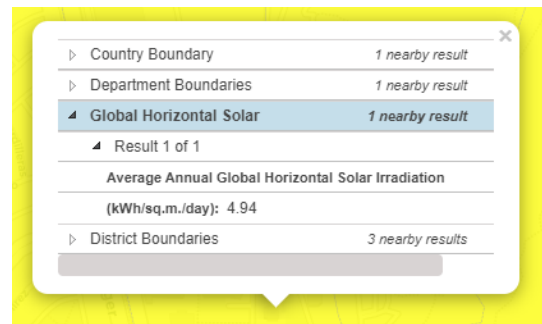 Country Boundary 1 nearby result
Department Boundaries 1 nearby result
Global Horizontal Solar 1 nearby result
Result 1 of 1
Average Annual Global Horizontal Solar Irradiation
(kWh/sq.m./day): 4.94
District Boundaries 3 nearby results